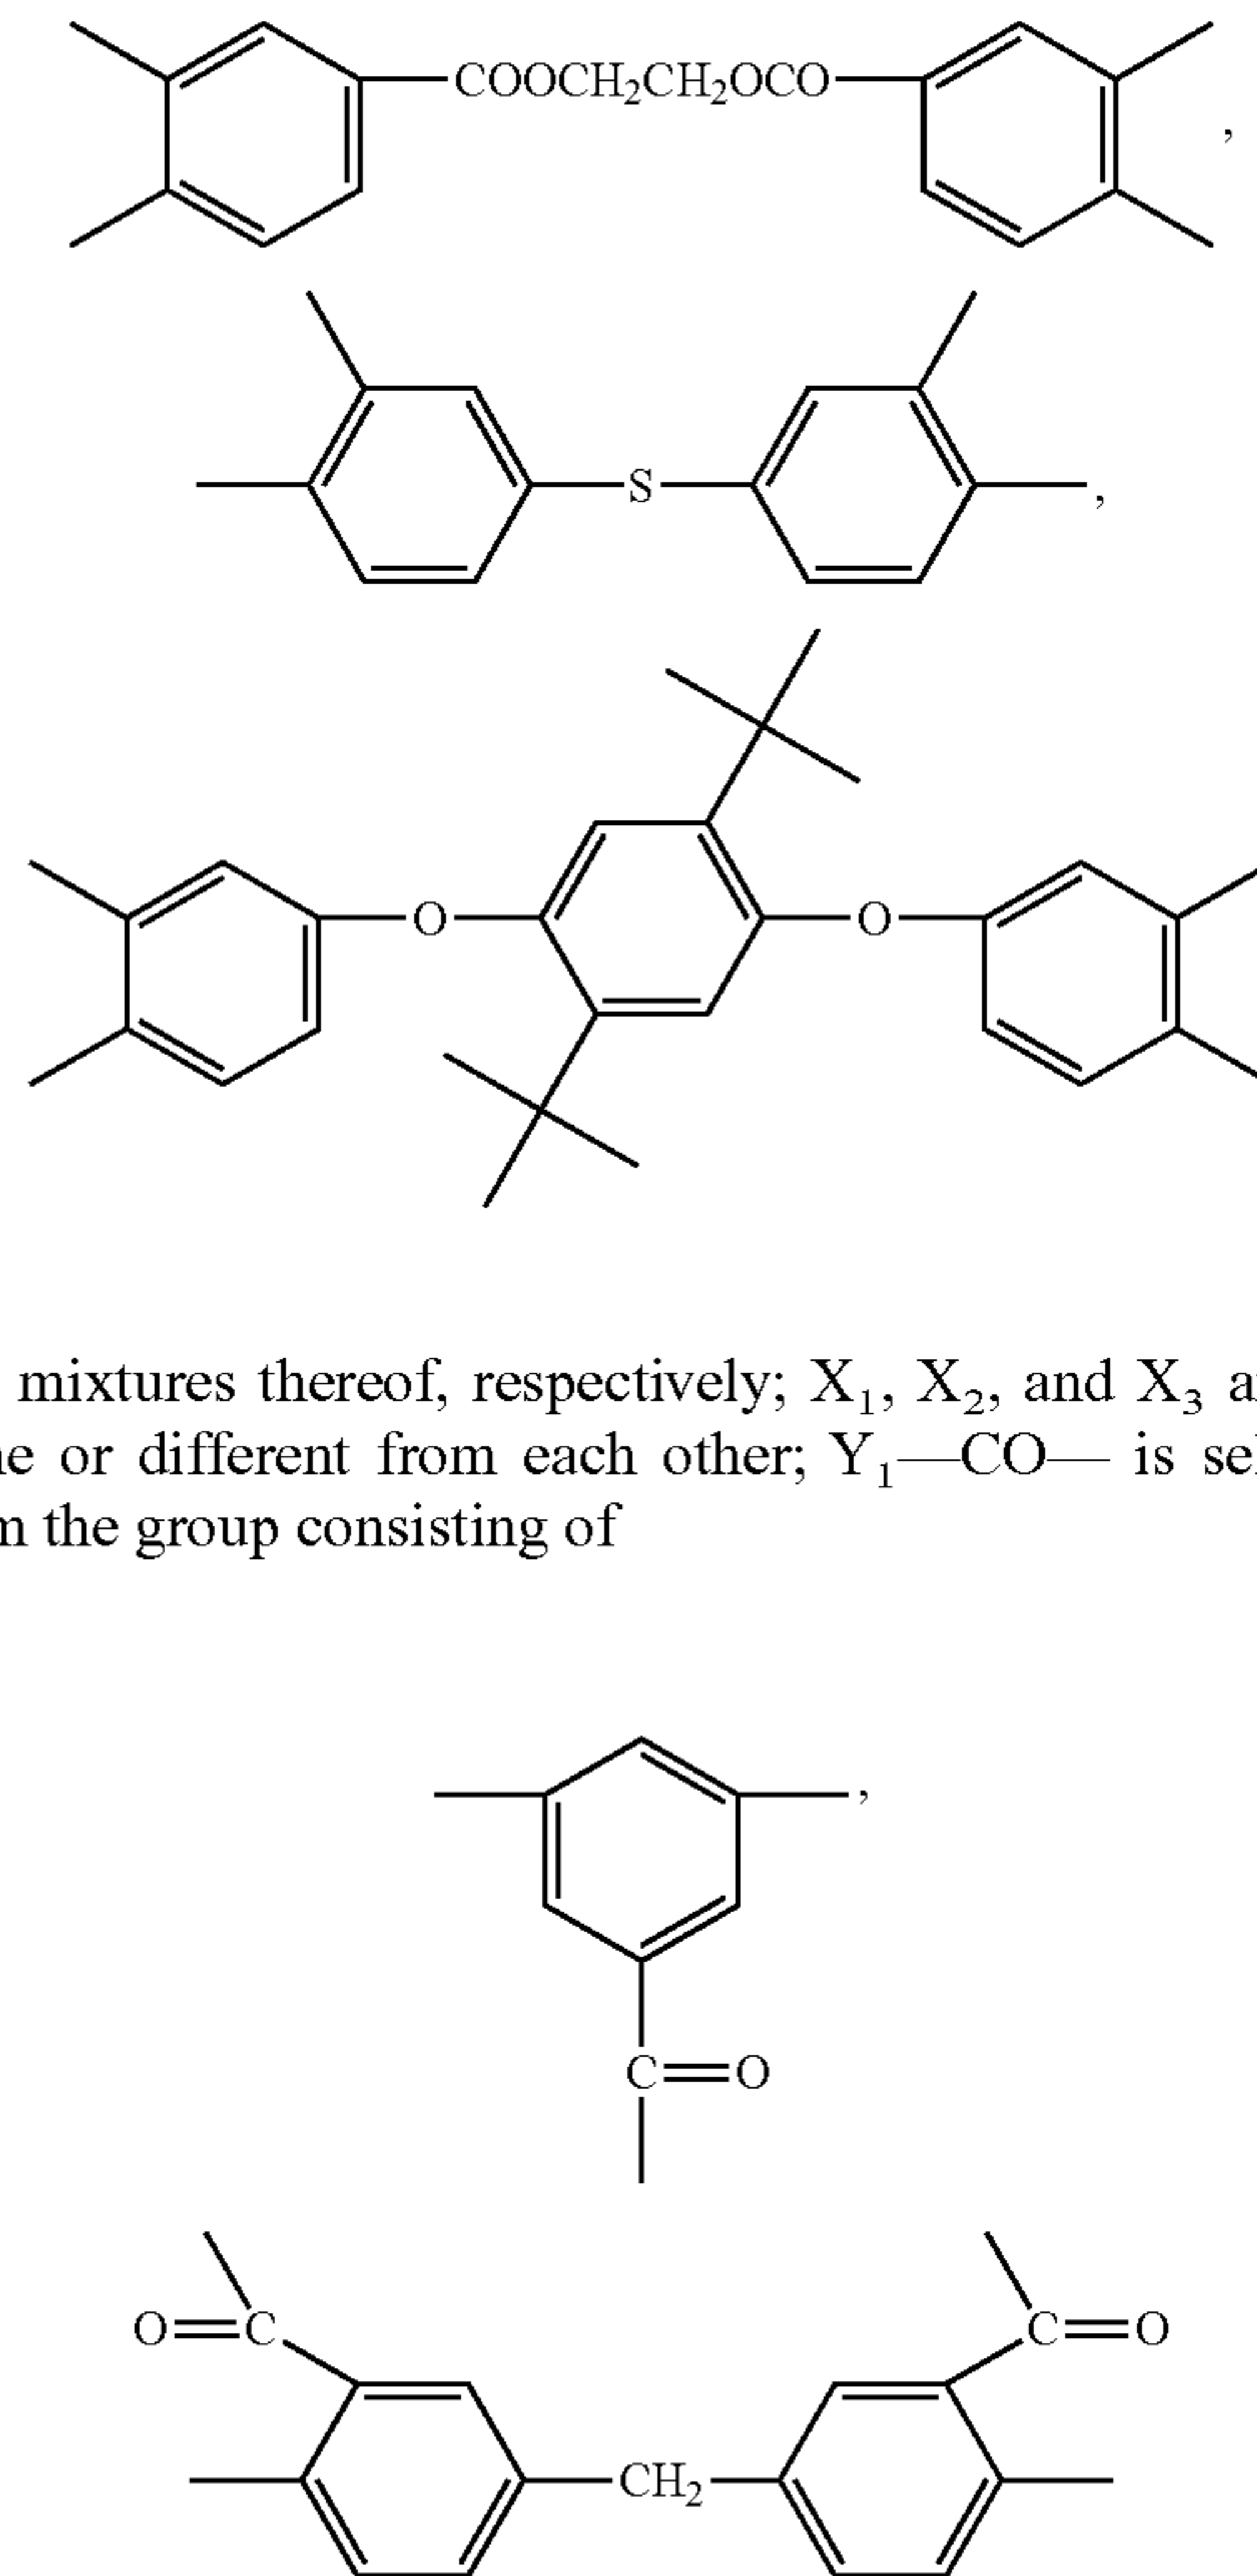 COOCH₂CH₂OCO
,
S
,
O O
mixtures thereof, respectively; X₁, X₂, and X₃
or different from each other; Y₁—CO— is
the group consisting of
,
C=O
O=C C=O
CH₂